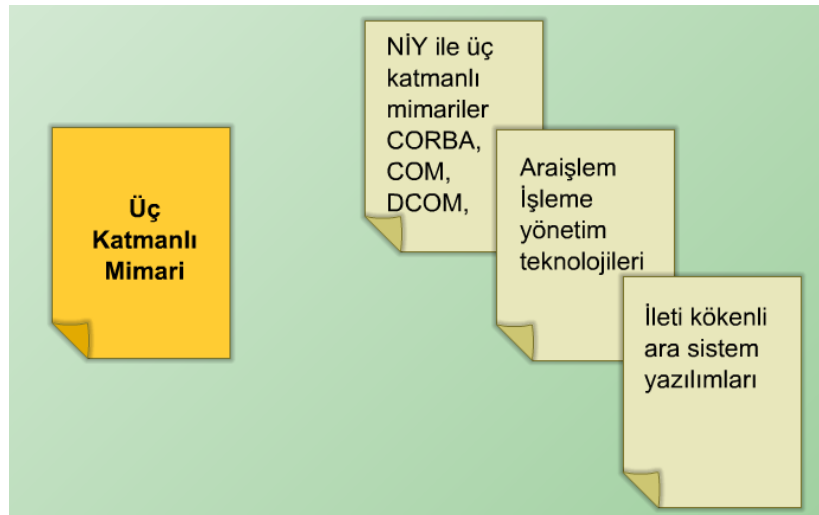 Üç
Katmanlı
Mimari
NİY ile üç
katmanlı
mimariler
CORBA,
COM,
DCOM,
Araişlem
İşleme
yönetim
teknolojileri
İleti kökenli
ara sistem
yazılımları